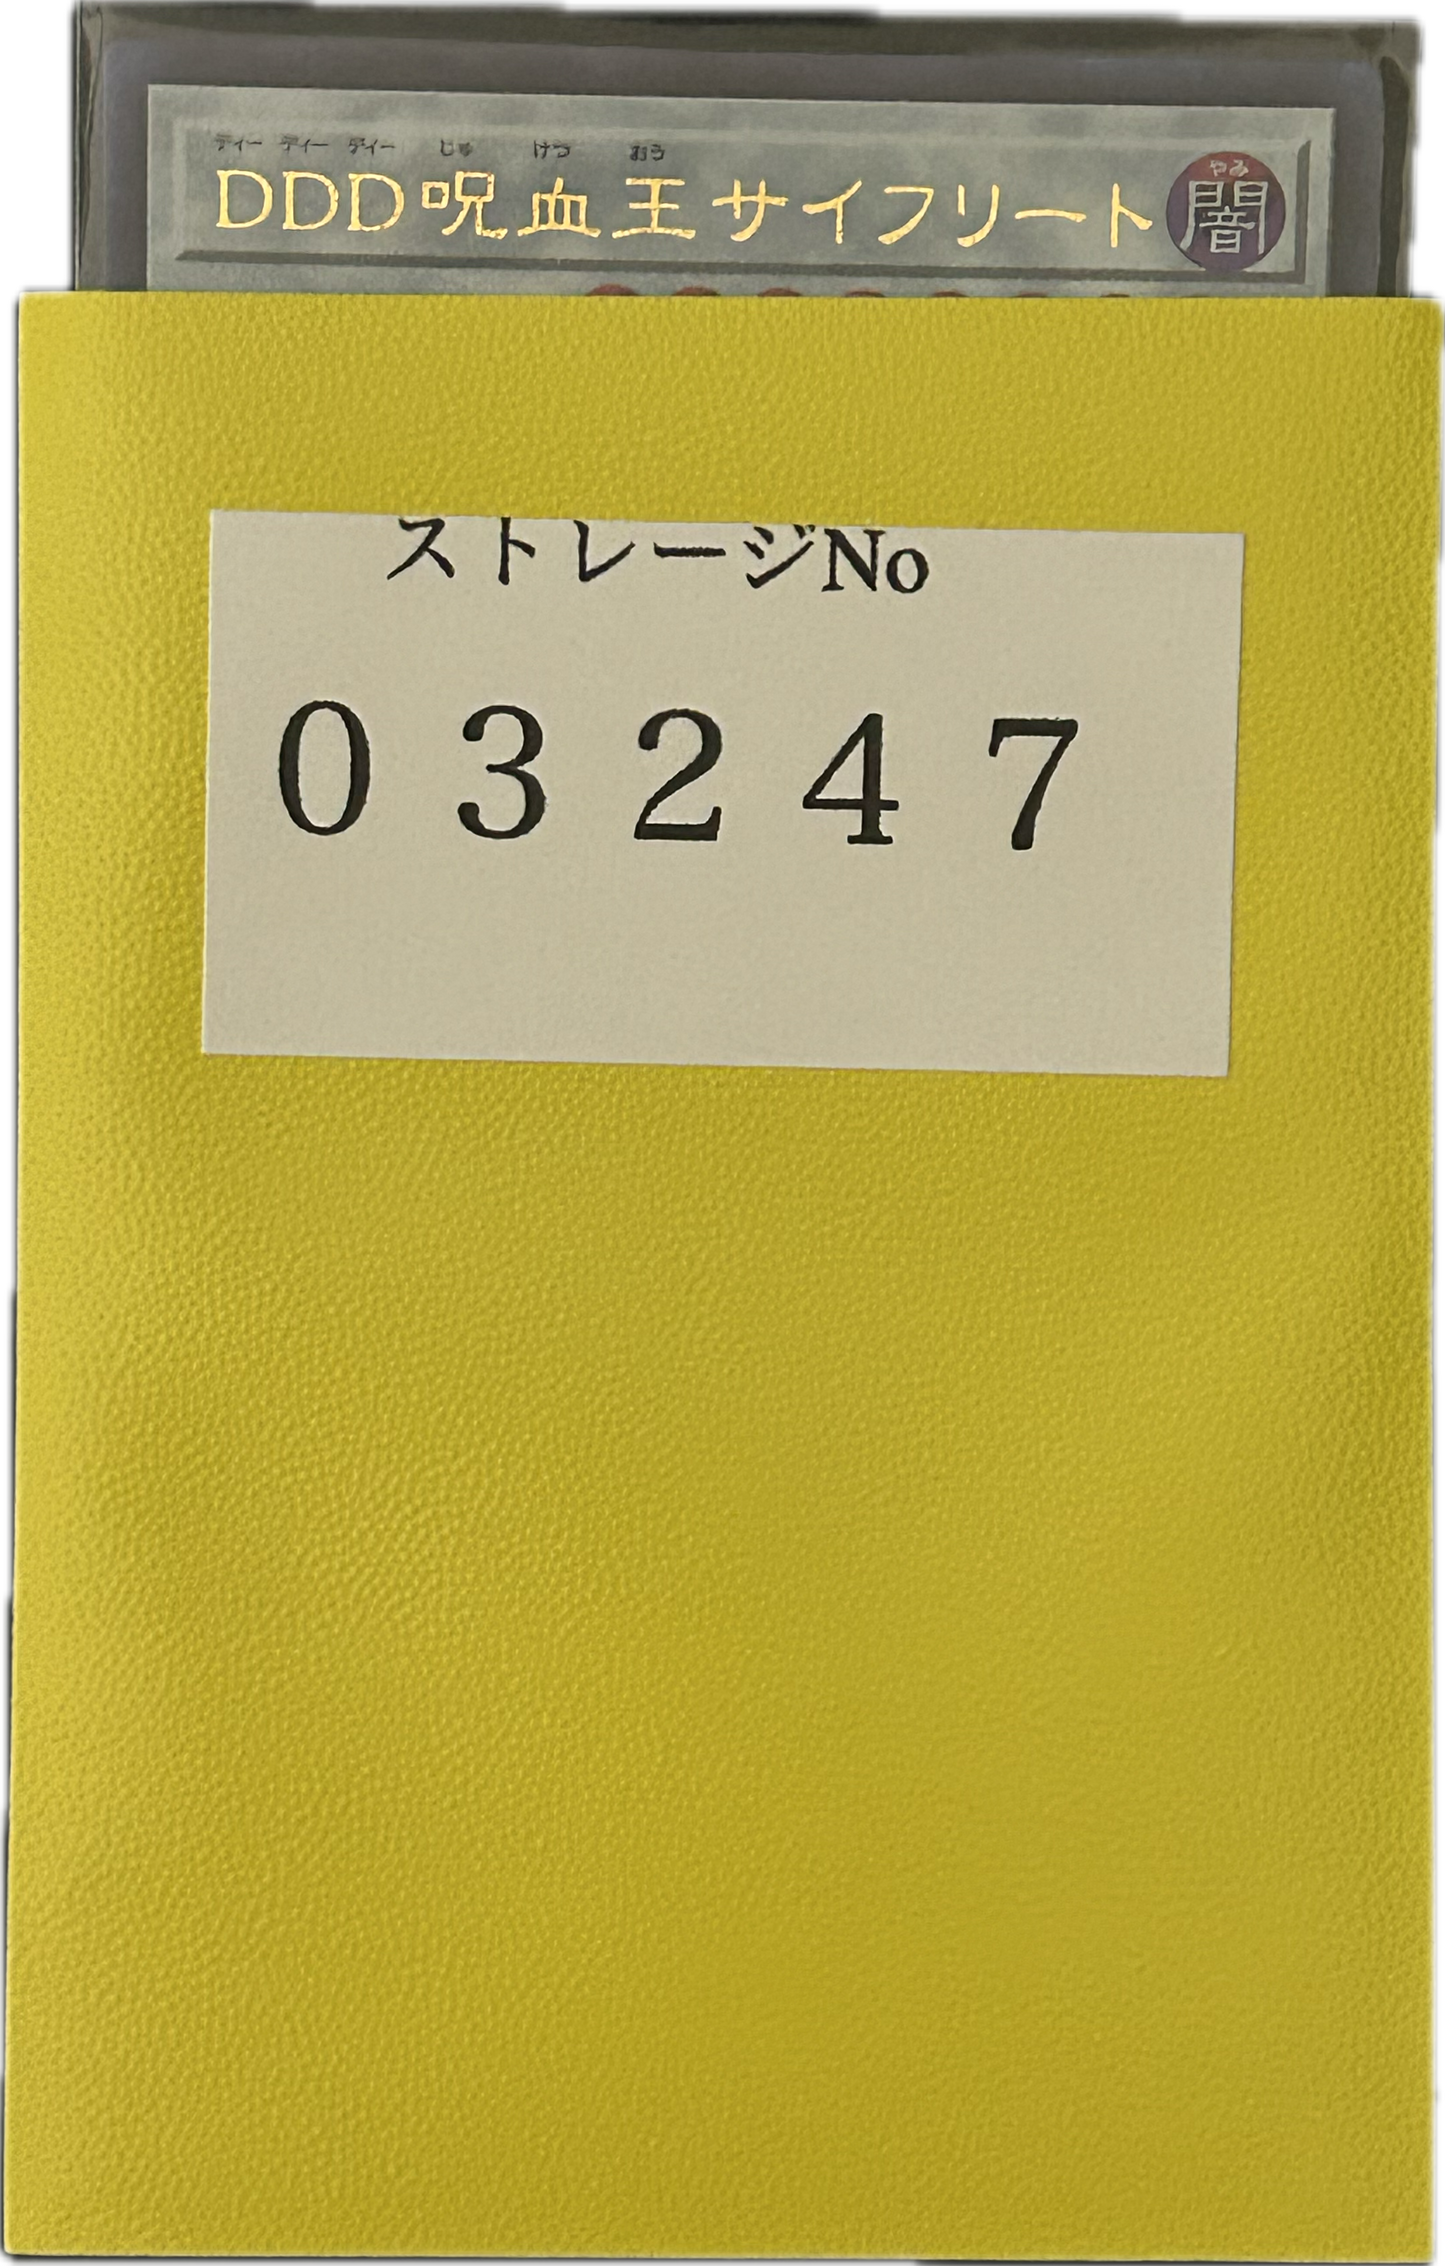 ディー ディー ディー じゅ けつ おう
DDD呪血王サイフリート
やみ
闇
ストレージNo
03247